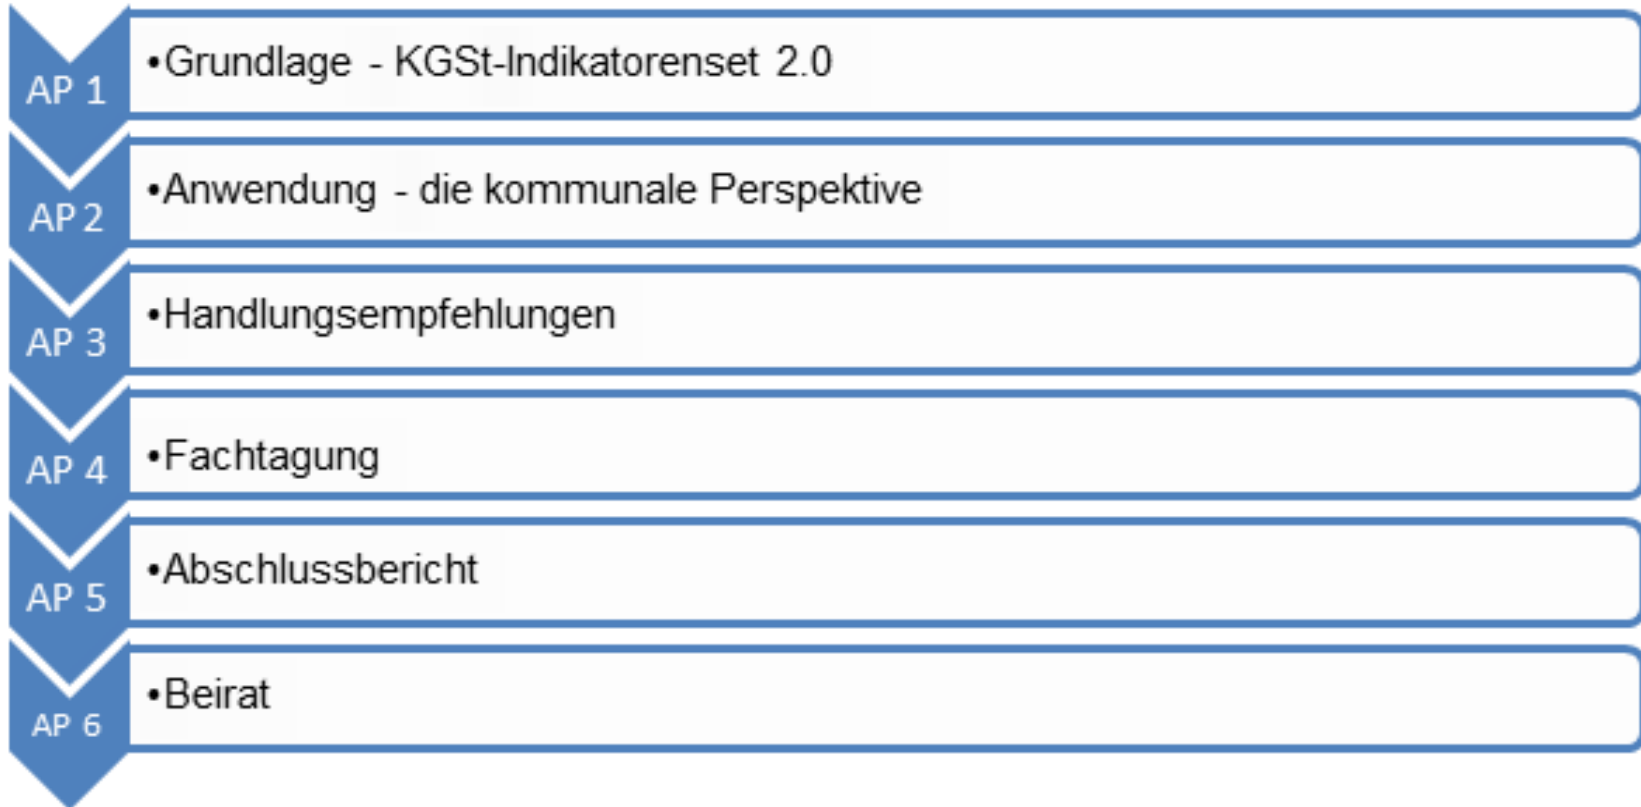 AP 1
•Grundlage - KGSt-Indikatorenset 2.0
AP 2
•Anwendung - die kommunale Perspektive
AP 3
•Handlungsempfehlungen
AP 4
•Fachtagung
AP 5
•Abschlussbericht
AP 6
•Beirat